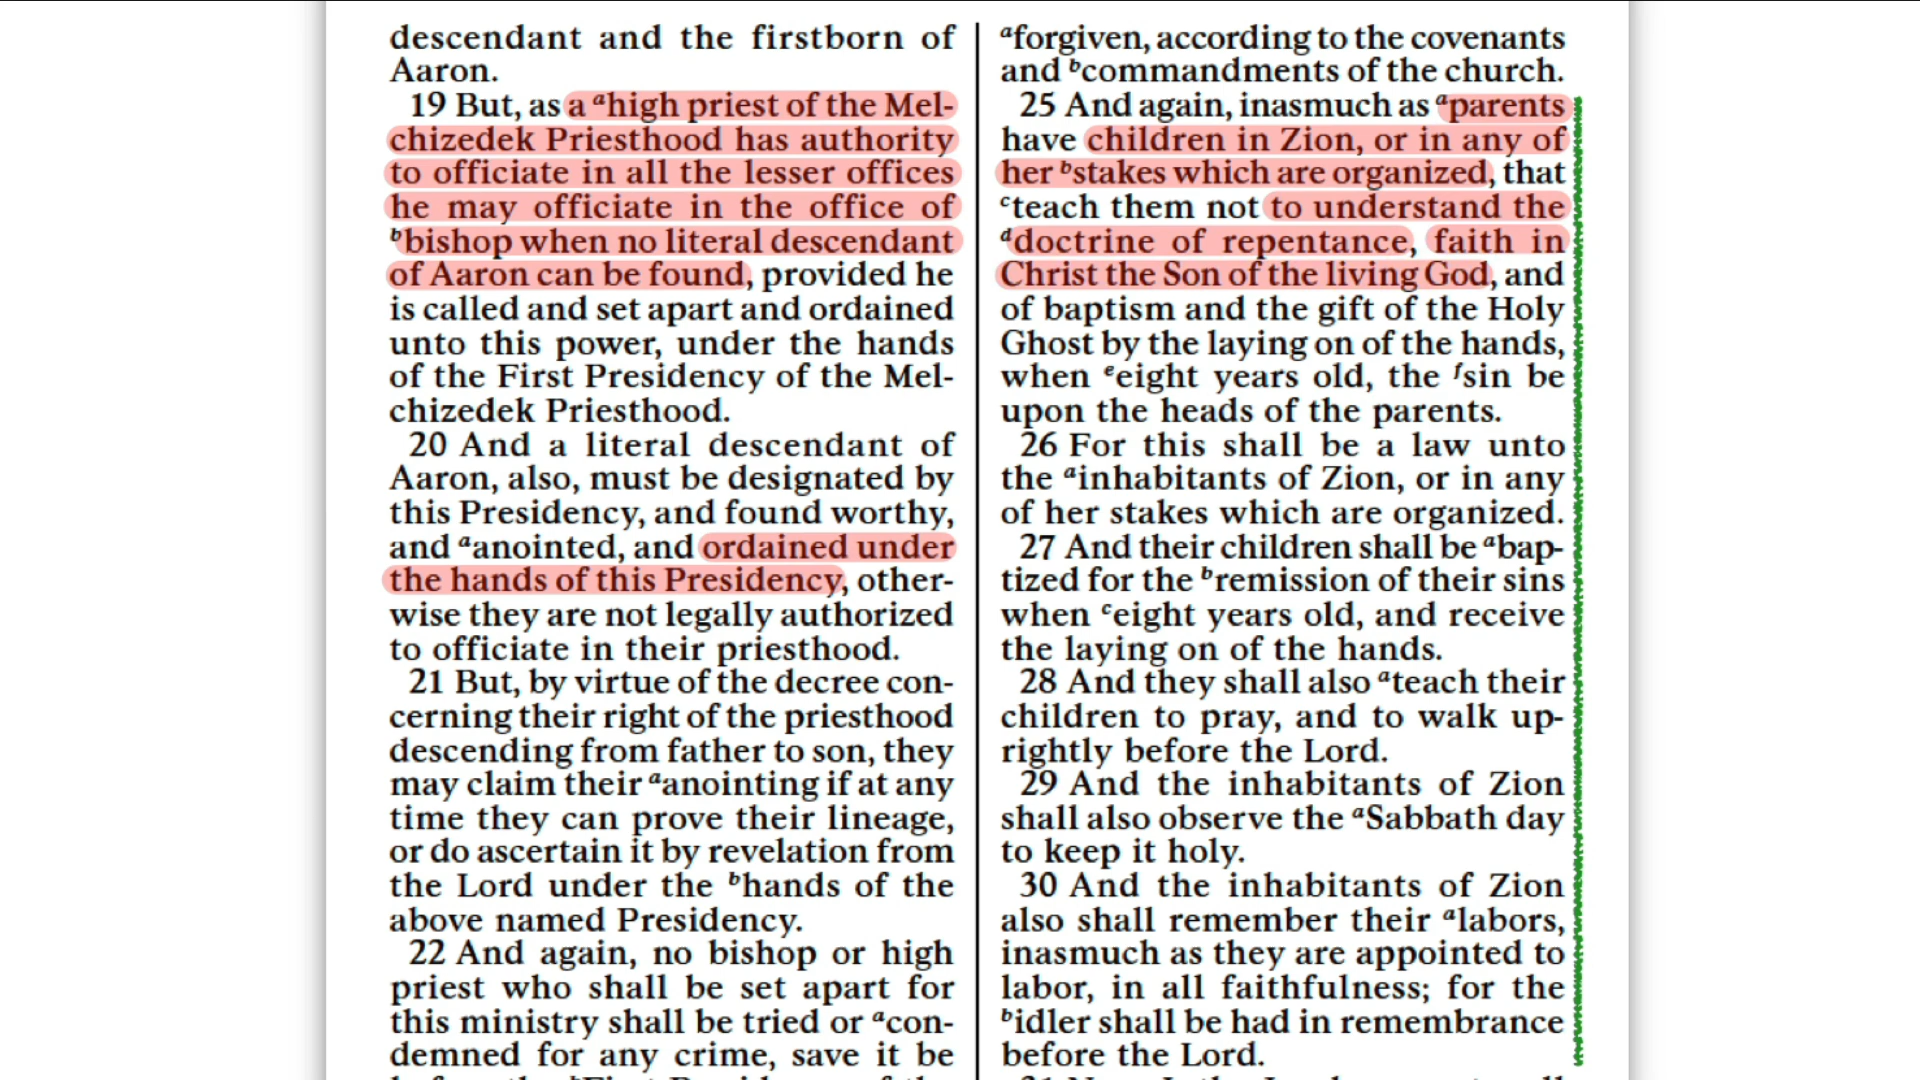 descendant and the firstborn of
Aaron.
19 But, as a ᵃhigh priest of the Mel-
chizedek Priesthood has authority
to officiate in all the lesser offices
he may officiate in the office of
ᵇbishop when no literal descendant
of Aaron can be found, provided he
is called and set apart and ordained
unto this power, under the hands
of the First Presidency of the Mel-
chizedek Priesthood.
20 And a literal descendant of
Aaron, also, must be designated by
this Presidency, and found worthy,
and ᵃanointed, and ordained under
the hands of this Presidency, other-
wise they are not legally authorized
to officiate in their priesthood.
21 But, by virtue of the decree con-
cerning their right of the priesthood
descending from father to son, they
may claim their ᵃanointing if at any
time they can prove their lineage,
or do ascertain it by revelation from
the Lord under the ᵇhands of the
above named Presidency.
22 And again, no bishop or high
priest who shall be set apart for
this ministry shall be tried or ᵃcon-
demned for any crime, save it be
ᵃforgiven, according to the covenants
and ᵇcommandments of the church.
25 And again, inasmuch as ᵃparents
have children in Zion, or in any of
her ᵇstakes which are organized, that
ᶜteach them not to understand the
ᵈdoctrine of repentance, faith in
Christ the Son of the living God, and
of baptism and the gift of the Holy
Ghost by the laying on of the hands,
when ᵉeight years old, the ᶠsin be
upon the heads of the parents.
26 For this shall be a law unto
the ᵃinhabitants of Zion, or in any
of her stakes which are organized.
27 And their children shall be ᵃbap-
tized for the ᵇremission of their sins
when ᶜeight years old, and receive
the laying on of the hands.
28 And they shall also ᵃteach their
children to pray, and to walk up-
rightly before the Lord.
29 And the inhabitants of Zion
shall also observe the ᵃSabbath day
to keep it holy.
30 And the inhabitants of Zion
also shall remember their ᵃlabors,
inasmuch as they are appointed to
labor, in all faithfulness; for the
ᵇidler shall be had in remembrance
before the Lord.